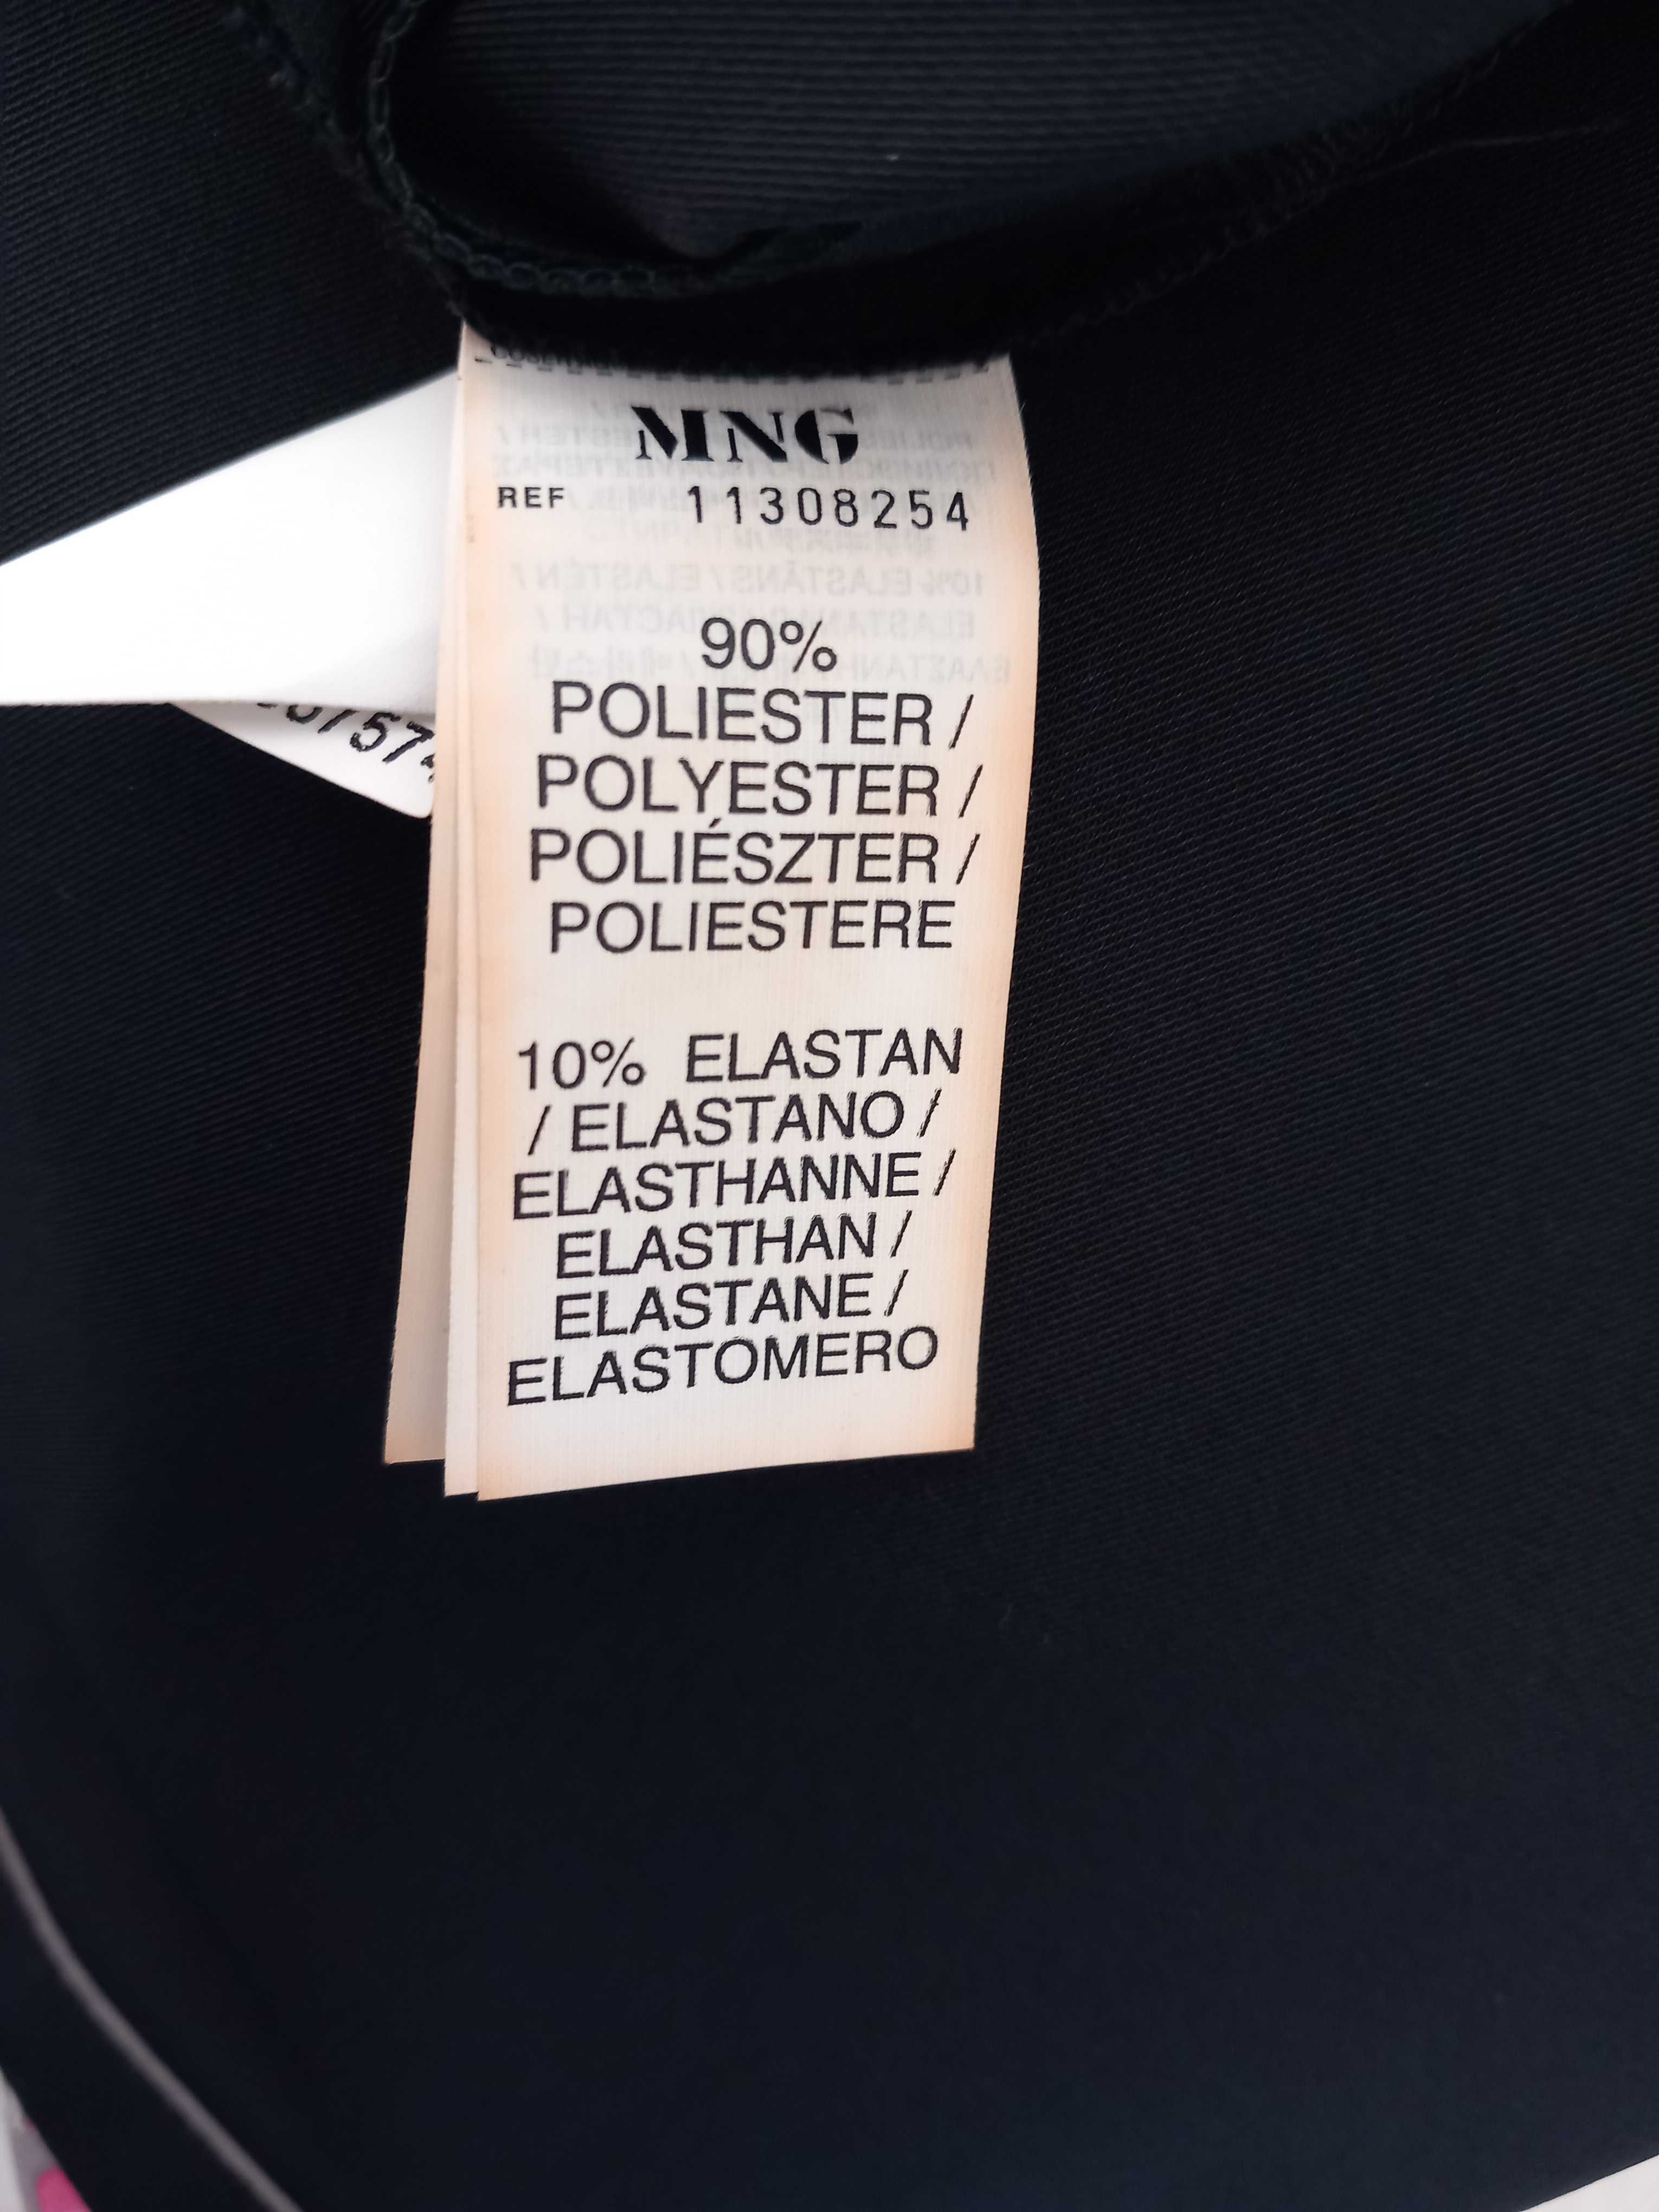 MNG
REF 11308254
90%
POLIESTER /
POLYESTER /
POLIÉSZTER /
POLIESTERE
10% ELASTAN
/ ELASTANO /
ELASTHANNE /
ELASTHAN /
ELASTANE /
ELASTOMERO